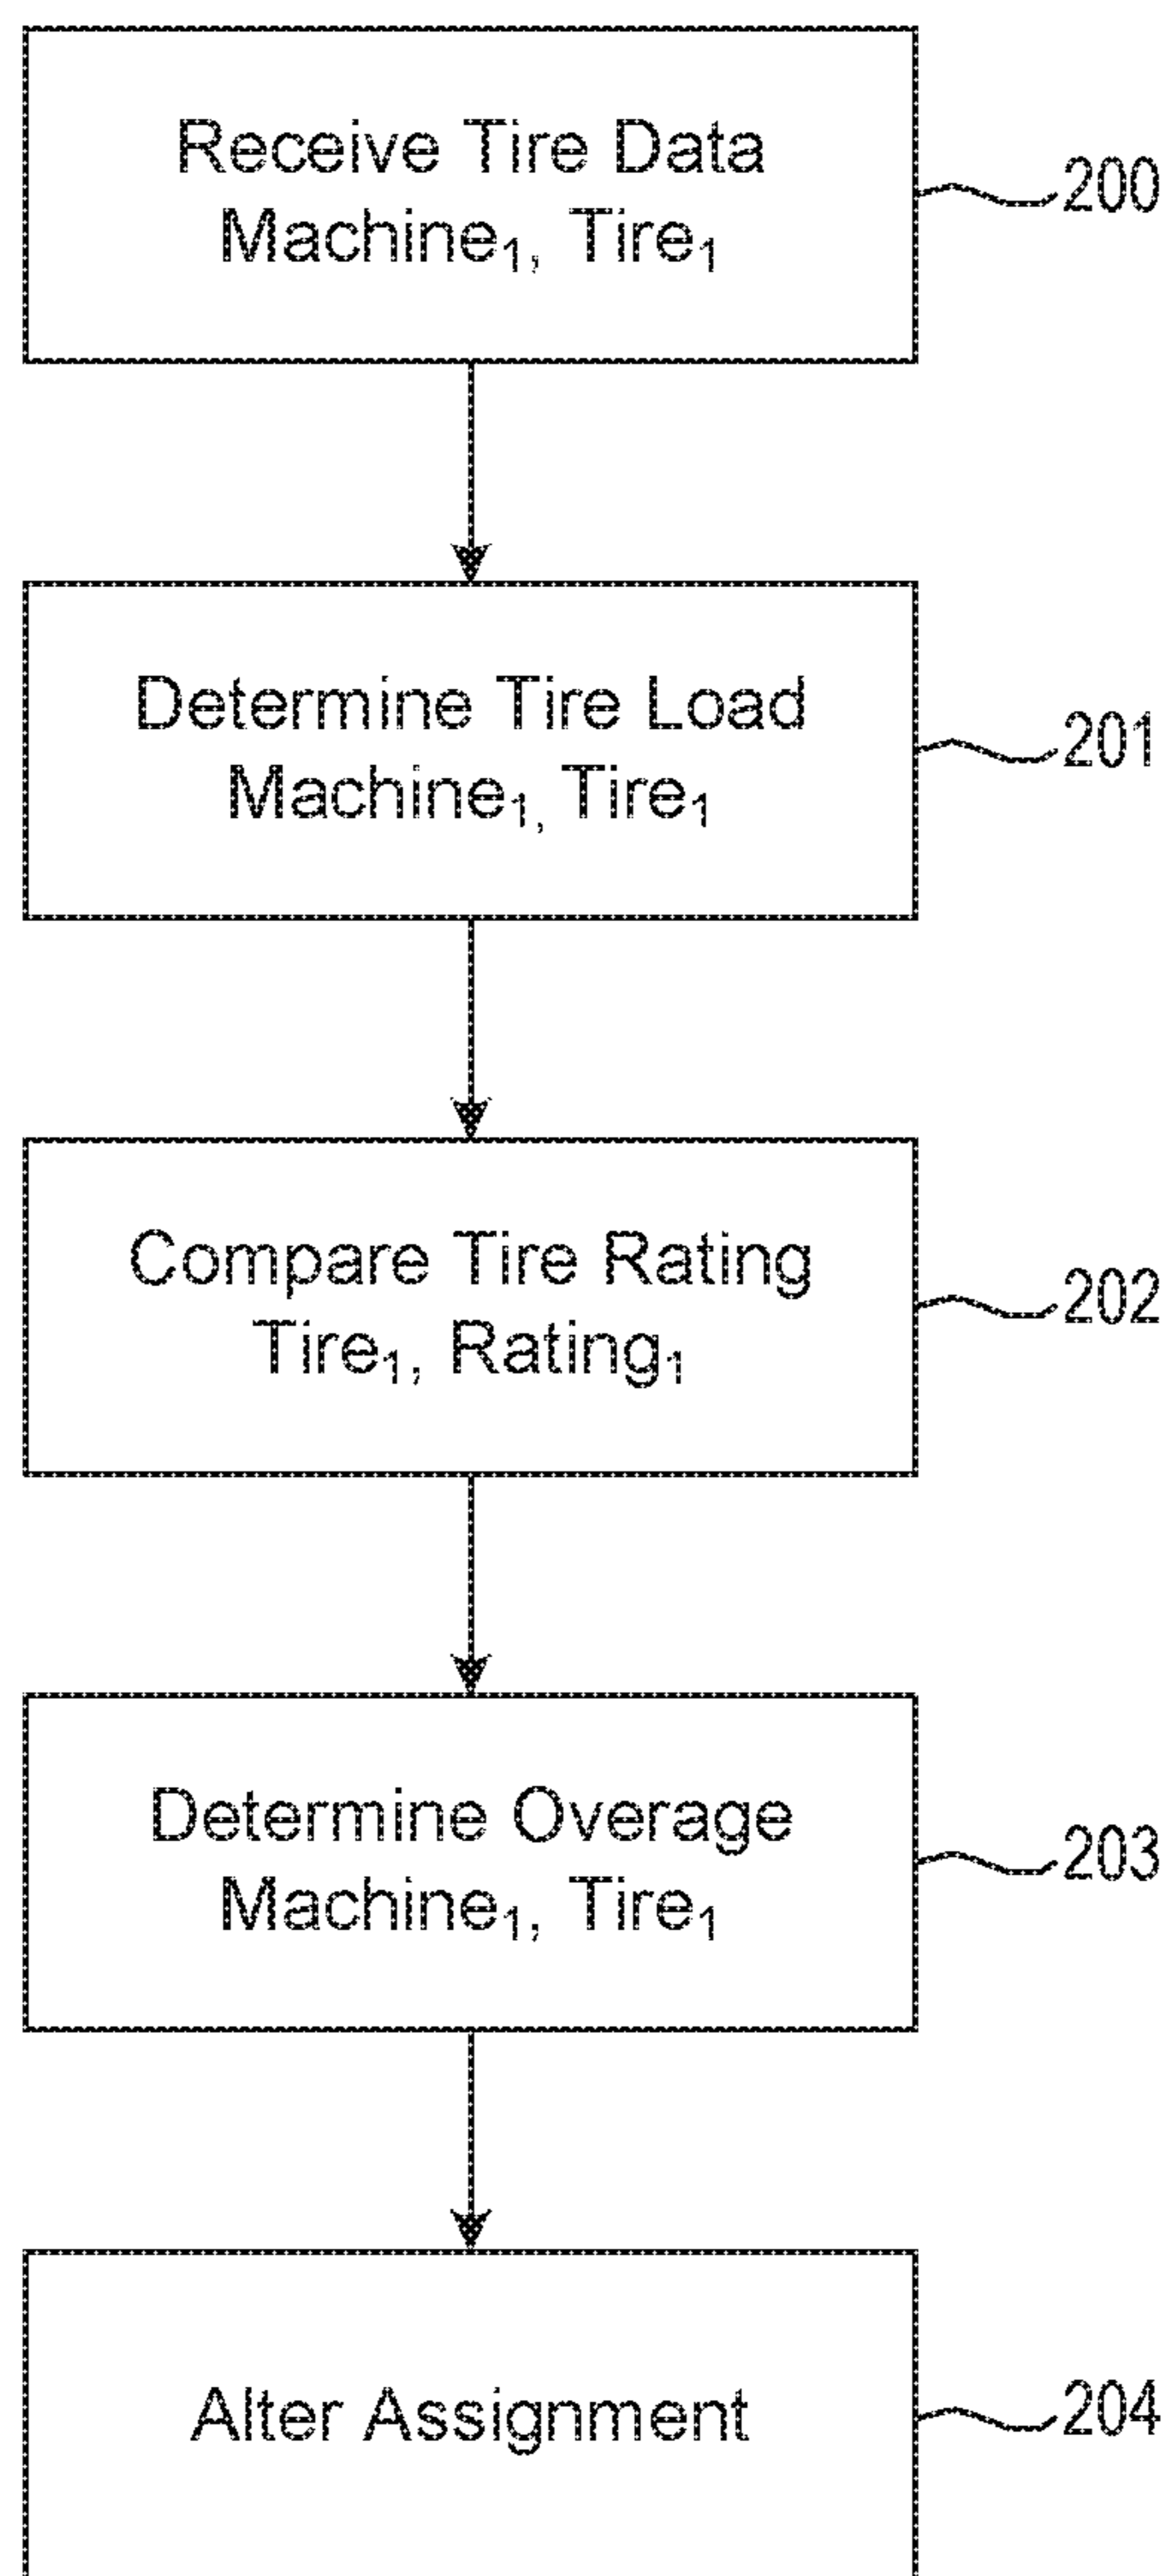 Receive Tire Data
Machine₁, Tire₁
200
Determine Tire Load
Machine₁, Tire₁
201
Compare Tire Rating
Tire₁, Rating₁
202
Determine Overage
Machine₁, Tire₁
203
Alter Assignment
204